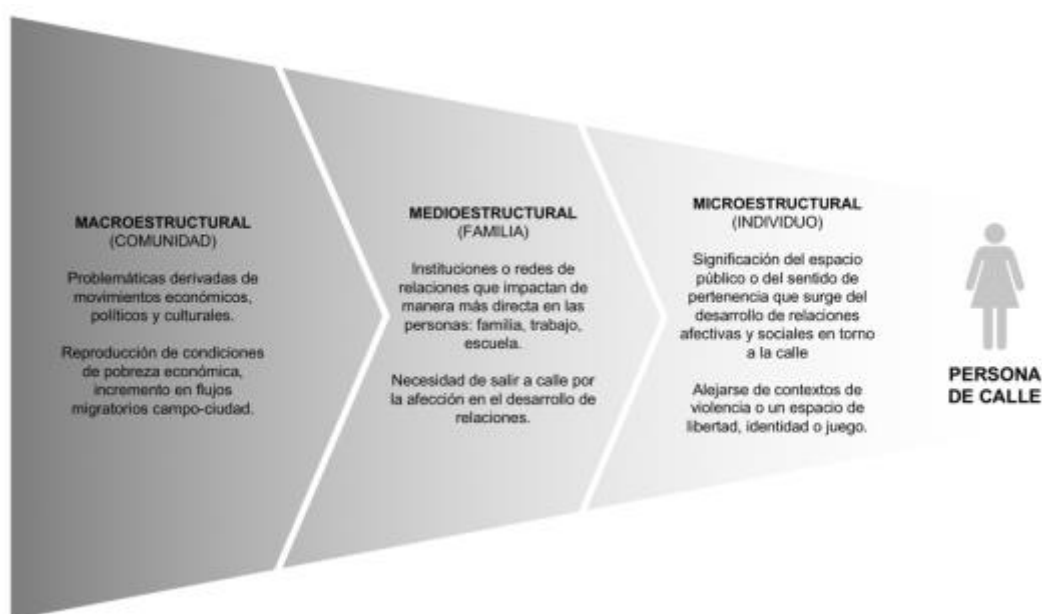 MACROESTRUCTURAL
(COMUNIDAD)
Problemáticas derivadas de
movimientos económicos,
políticos y culturales.
Reproducción de condiciones
de pobreza económica,
incremento en flujos
migratorios campo-ciudad.
MEDIOESTRUCTURAL
(FAMILIA)
Instituciones o redes de
relaciones que impactan de
manera más directa en las
personas: familia, trabajo,
escuela.
Necesidad de salir a calle por
la afección en el desarrollo de
relaciones.
MICROESTRUCTURAL
(INDIVIDUO)
Significación del espacio
público o del sentido de
pertenencia que surge del
desarrollo de relaciones
afectivas y sociales en torno
a la calle
Alejarse de contextos de
violencia o un espacio de
libertad, identidad o juego.
PERSONA
DE CALLE